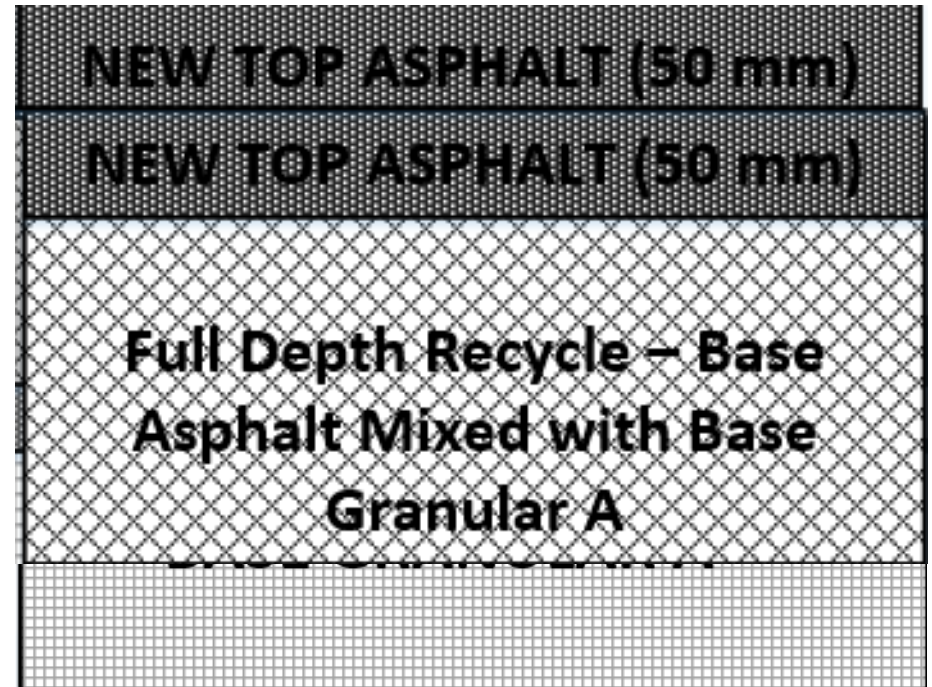 NEW TOP ASPHALT (50 mm)
NEW TOP ASPHALT (50 mm)
Full Depth Recycle – Base
Asphalt Mixed with Base
Granular A